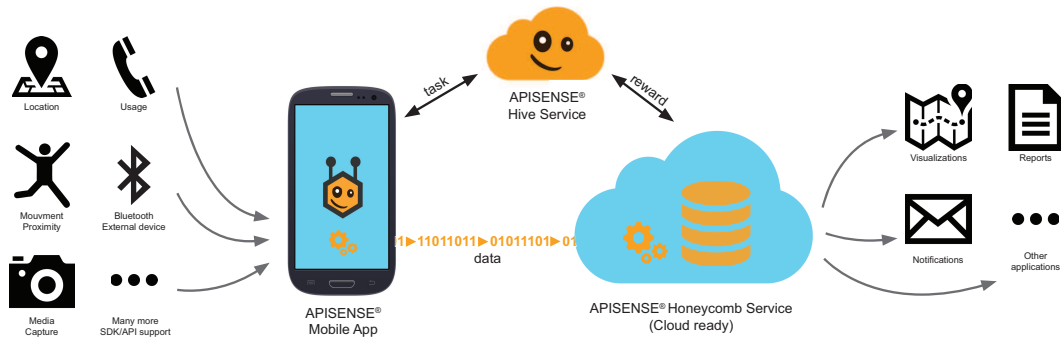 Location
Usage
Mouvment
Proximity
Bluetooth
External device
Media
Capture
Many more
SDK/API support
APISENSE®
Mobile App
task
APISENSE®
Hive Service
reward
1▶11011011▶01011101▶01
data
APISENSE® Honeycomb Service
(Cloud ready)
Visualizations
Reports
Notifications
Other
applications